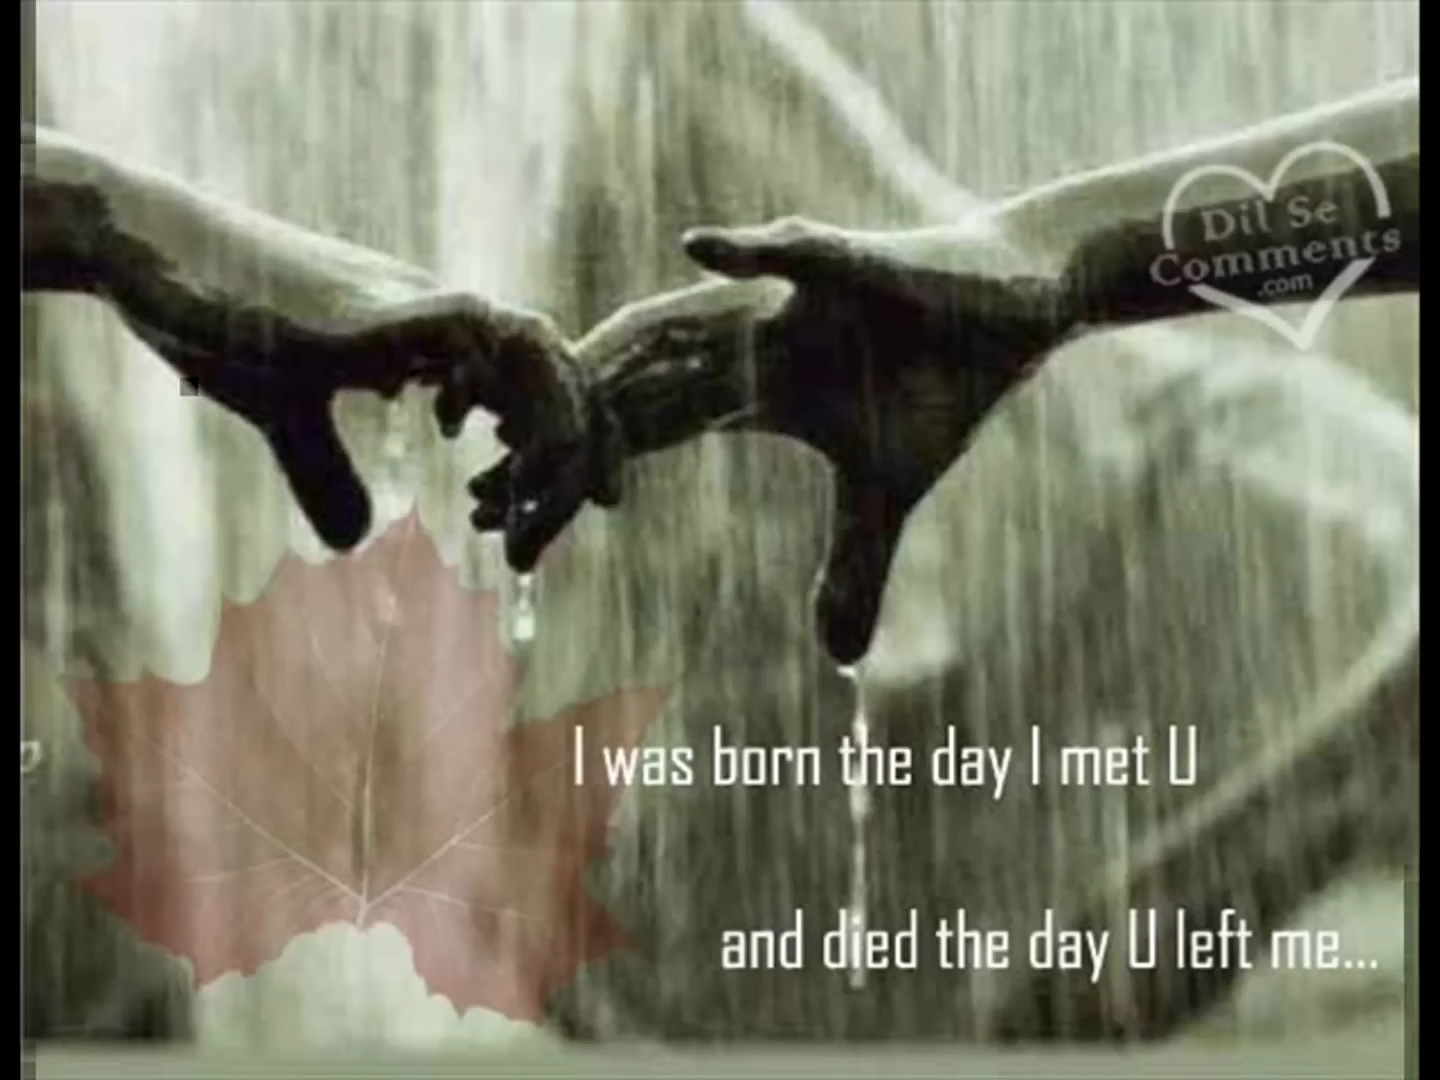 Dil Se
Comments
.com
I was born the day I met U
and died the day U left me...